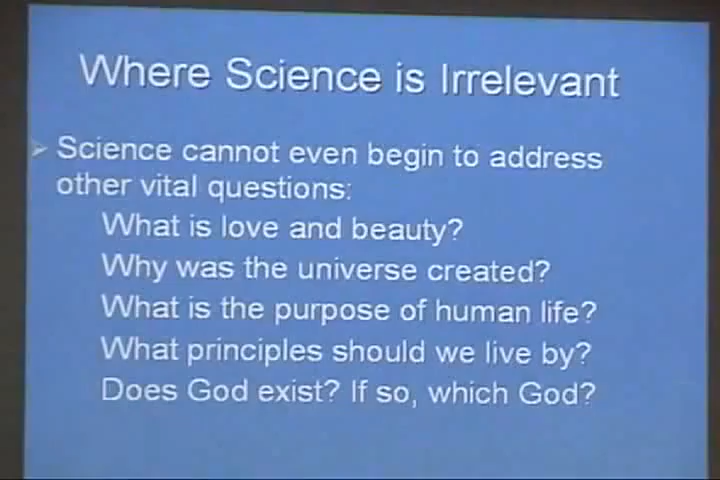 Where Science is Irrelevant
Science cannot even begin to address
other vital questions:
What is love and beauty?
Why was the universe created?
What is the purpose of human life?
What principles should we live by?
Does God exist? If so, which God?